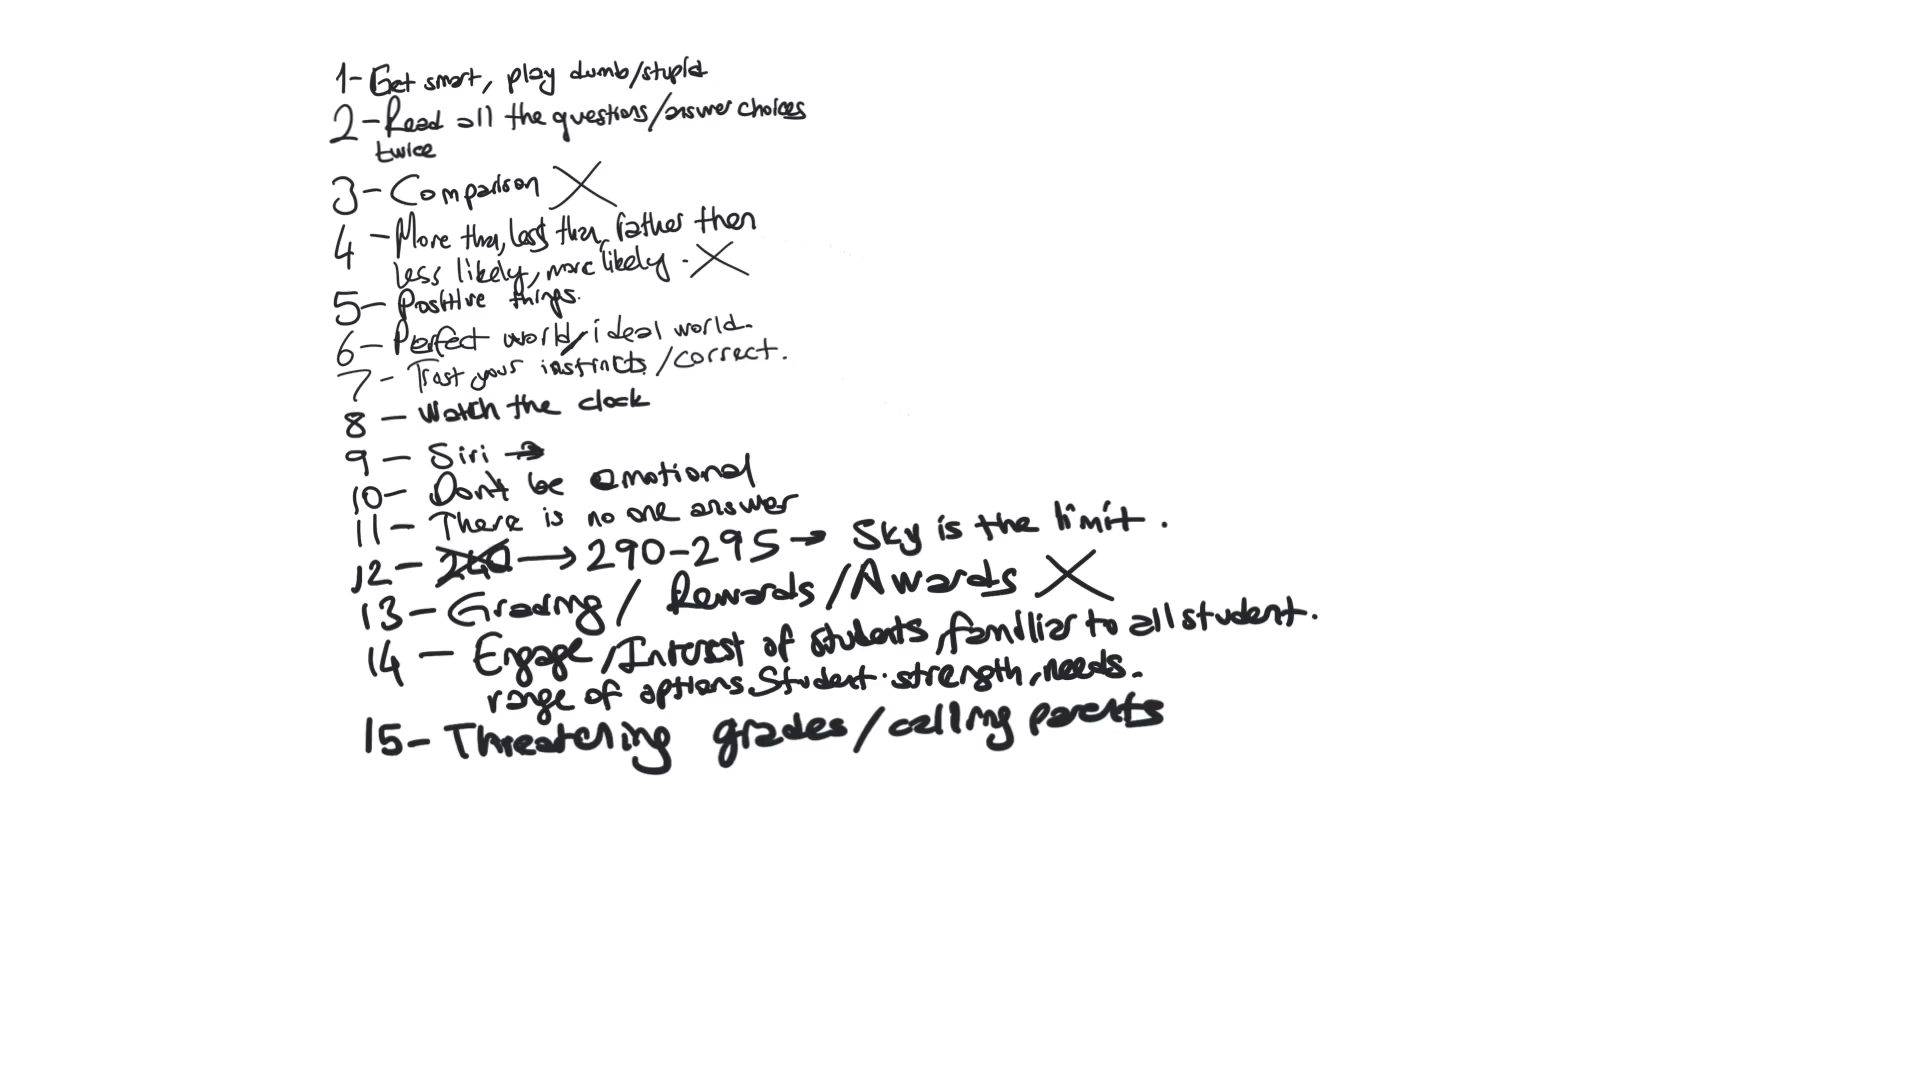 1- Get smart, play dumb/stupid
2- Read all the questions/answer choices
twice
3- Comparison X
4- More than, less than, rather then
less likely, more likely. X
5- Positive things.
6- Perfect world/ideal world.
7- Trust your instincts/correct.
8- Watch the clock
9- Siri →
10- Don't be emotional
11- There is no one answer
12- 240 → 290-295 → Sky is the limit.
13- Grading/Rewards/Awards X
14- Engage/Interest of students, familiar to all student.
range of options. Student. strength, needs.
15- Threatening grades/calling parents